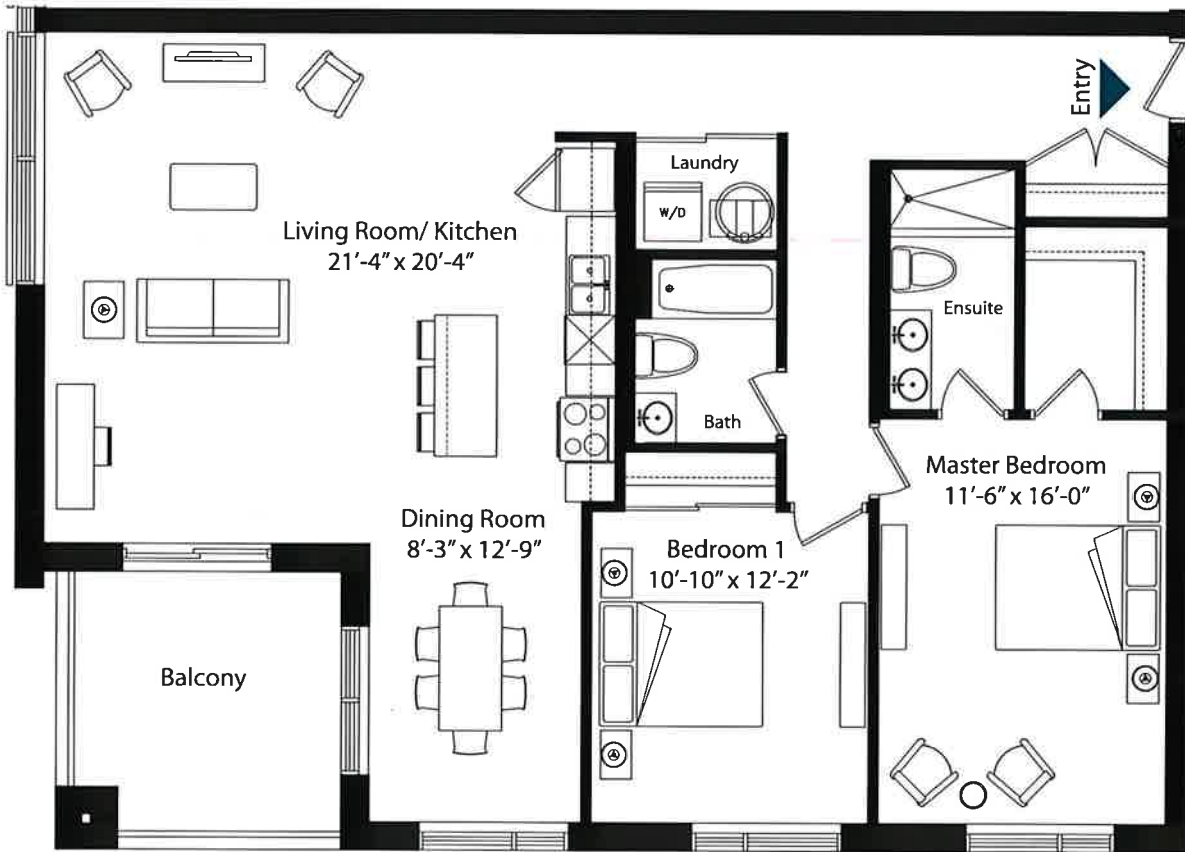 Entry
Laundry
W/D
Living Room/ Kitchen
21'-4" x 20'-4"
Ensuite
Bath
Master Bedroom
11'-6" x 16'-0"
Dining Room
8'-3" x 12'-9"
Bedroom 1
10'-10" x 12'-2"
Balcony